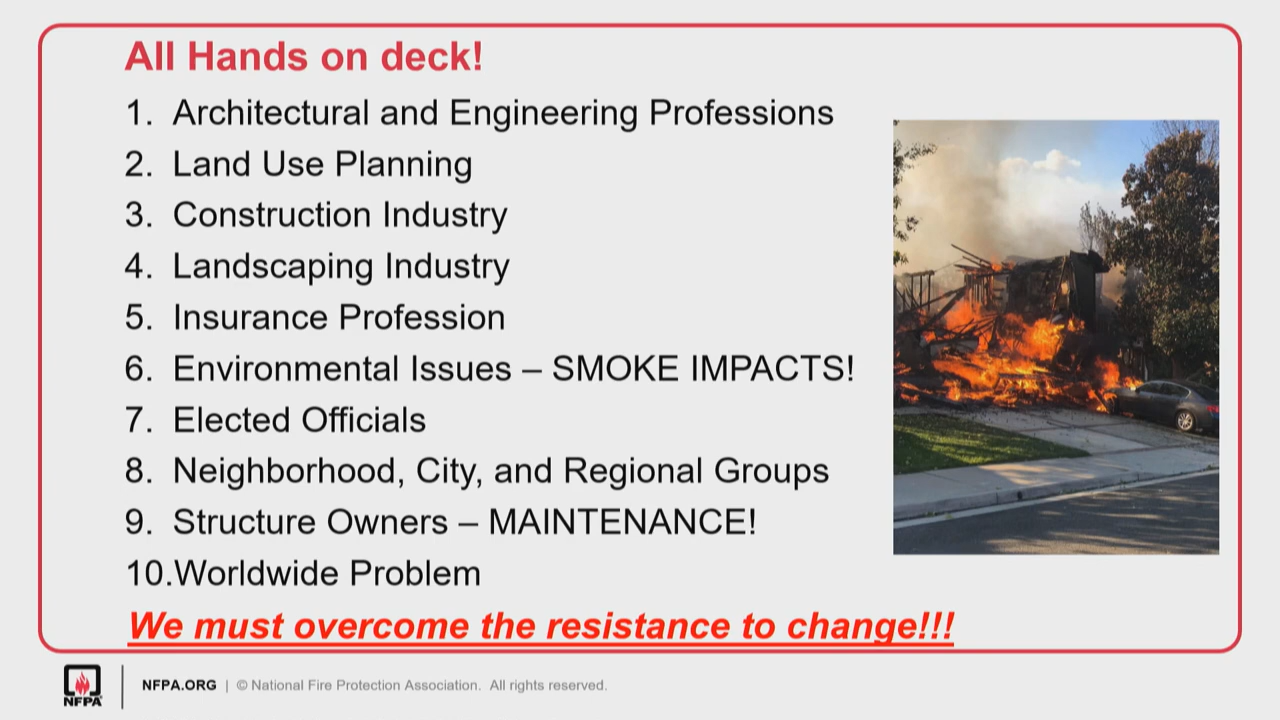 All Hands on deck!
1. Architectural and Engineering Professions
2. Land Use Planning
3. Construction Industry
4. Landscaping Industry
5. Insurance Profession
6. Environmental Issues – SMOKE IMPACTS!
7. Elected Officials
8. Neighborhood, City, and Regional Groups
9. Structure Owners – MAINTENANCE!
10.Worldwide Problem
We must overcome the resistance to change!!!
NFPA
NFPA.ORG | © National Fire Protection Association. All rights reserved.